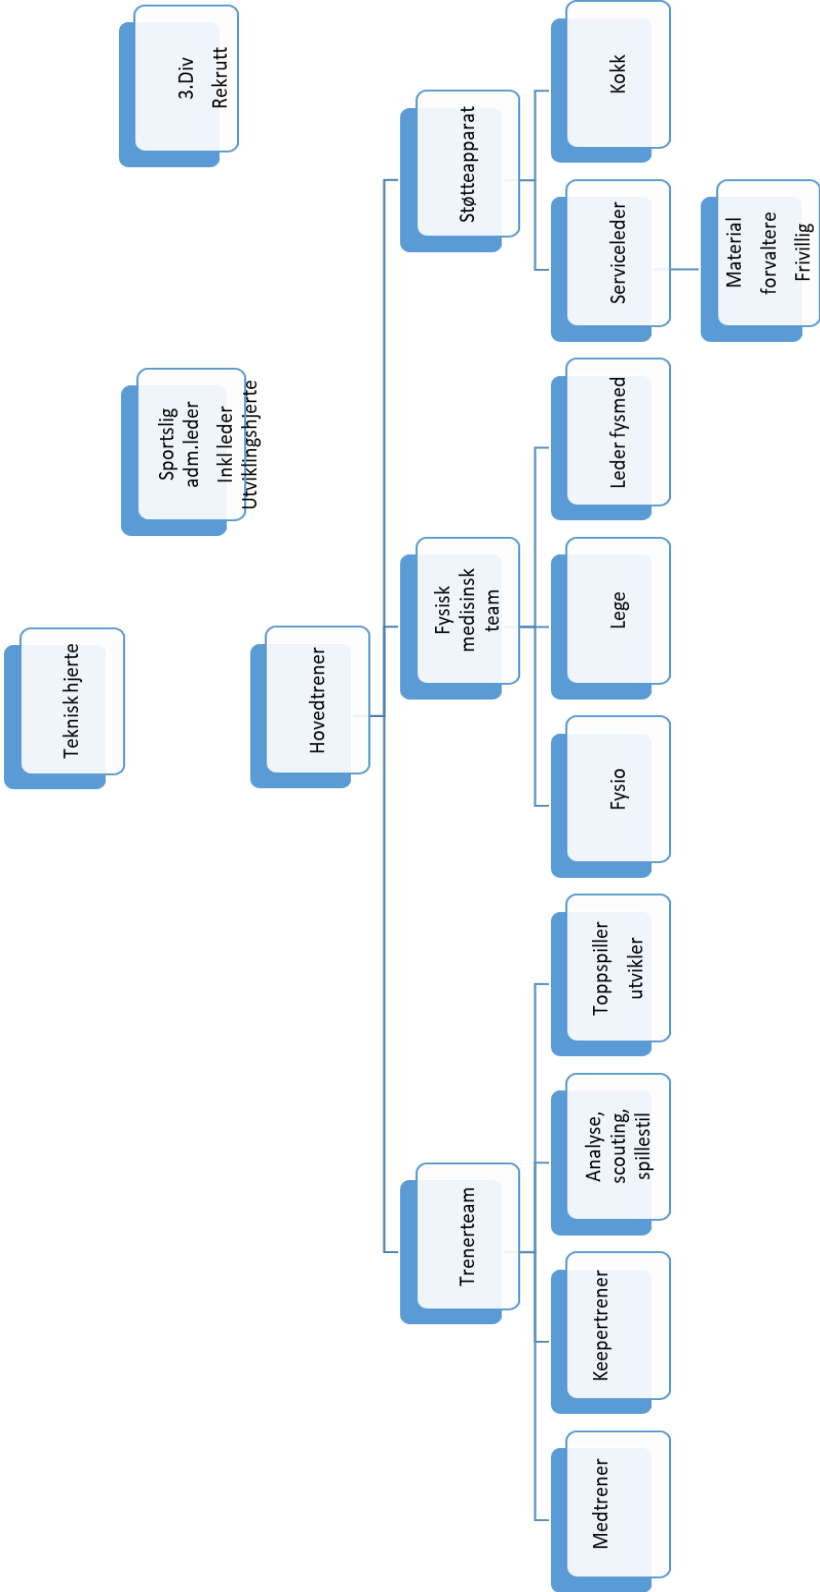 Teknisk hjerte
Sportslig
adm.leder
Inkl leder
Utviklingshjerte
3.Div
Rekrutt
Hovedtrener
Trenerteam
Fysisk
medisinsk
team
Støtteapparat
Medtrener
Keepertrener
Analyse,
scouting,
spillestil
Toppspiller
utvikler
Fysio
Lege
Leder fysmed
Serviceleder
Kokk
Material
forvaltere
Frivillig